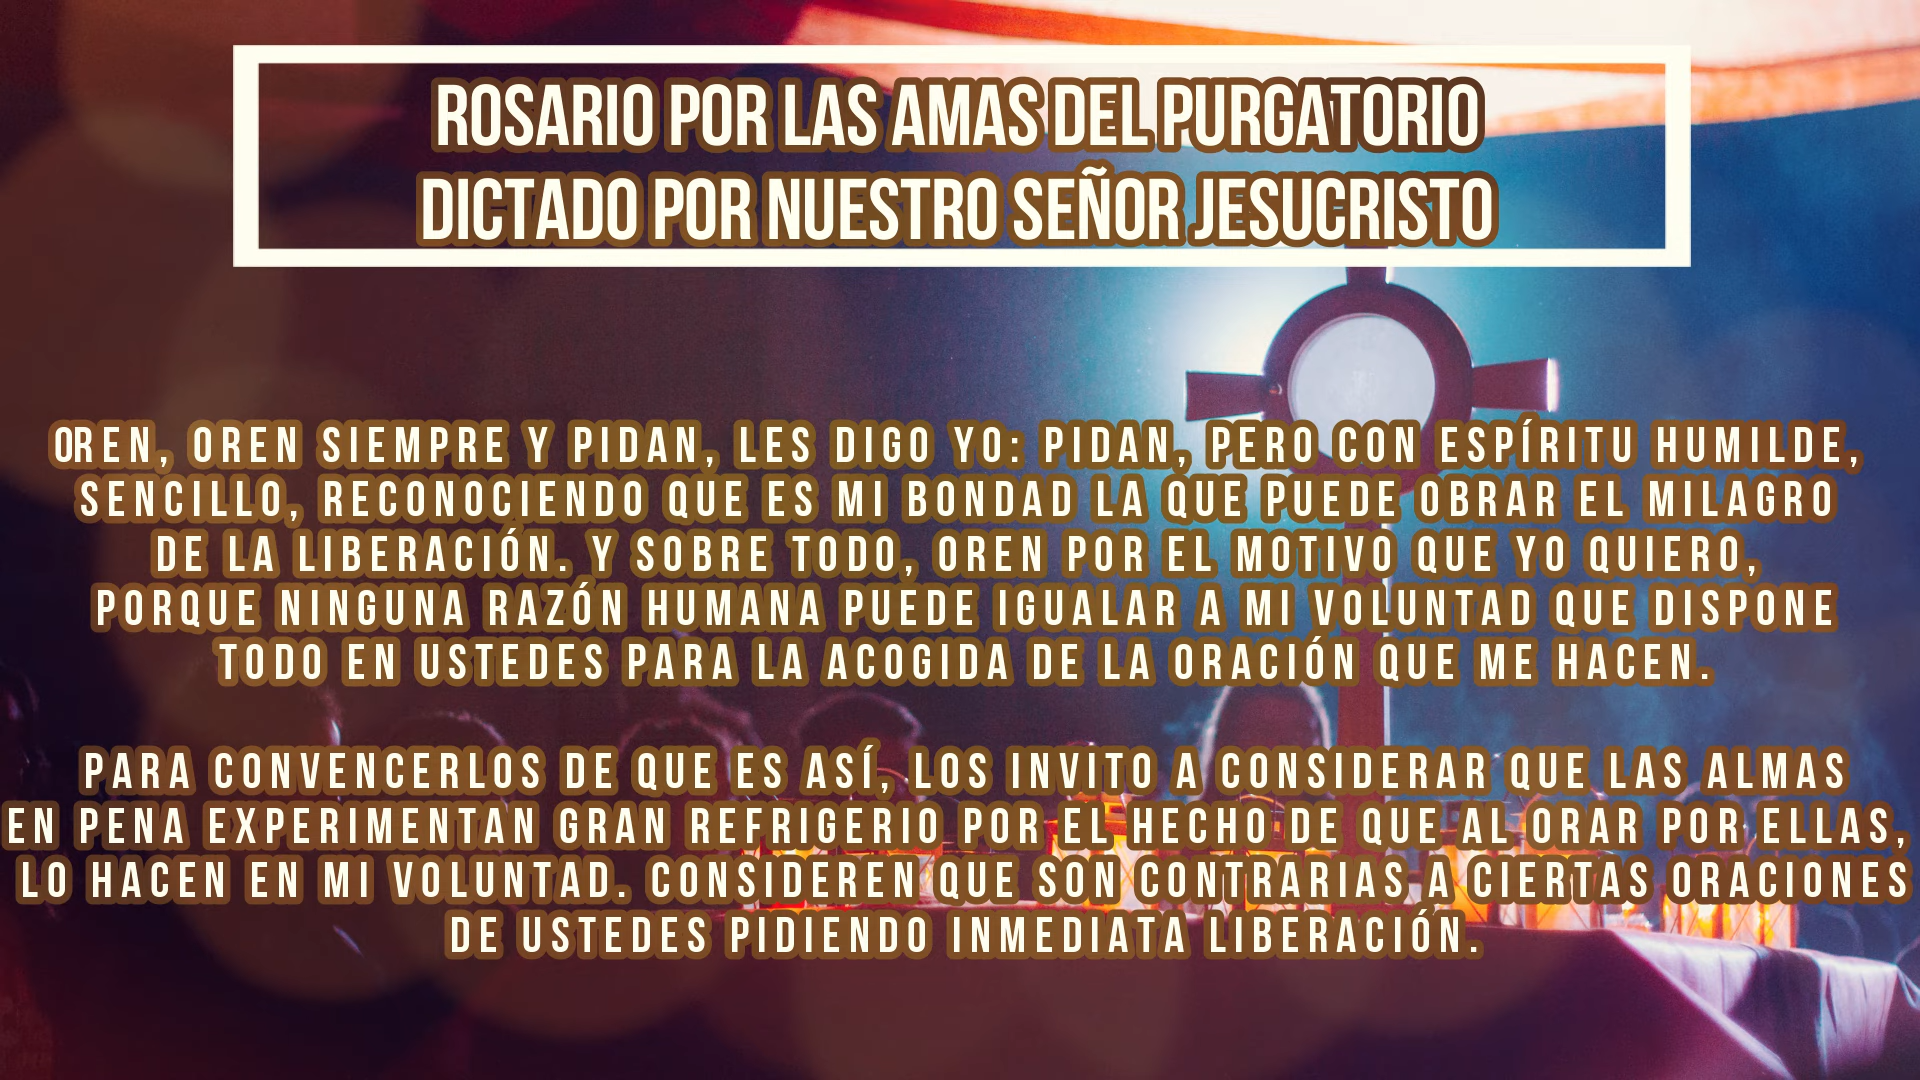 ROSARIO POR LAS AMAS DEL PURGATORIO
DICTADO POR NUESTRO SEÑOR JESUCRISTO
OREN, OREN SIEMPRE Y PIDAN, LES DIGO YO: PIDAN, PERO CON ESPÍRITU HUMILDE,
SENCILLO, RECONOCIENDO QUE ES MI BONDAD LA QUE PUEDE OBRAR EL MILAGRO
DE LA LIBERACIÓN. Y SOBRE TODO, OREN POR EL MOTIVO QUE YO QUIERO,
PORQUE NINGUNA RAZÓN HUMANA PUEDE IGUALAR A MI VOLUNTAD QUE DISPONE
TODO EN USTEDES PARA LA ACOGIDA DE LA ORACIÓN QUE ME HACEN.
PARA CONVENCERLOS DE QUE ES ASÍ, LOS INVITO A CONSIDERAR QUE LAS ALMAS
EN PENA EXPERIMENTAN GRAN REFRIGERIO POR EL HECHO DE QUE AL ORAR POR ELLAS,
LO HACEN EN MI VOLUNTAD. CONSIDEREN QUE SON CONTRARIAS A CIERTAS ORACIONES
DE USTEDES PIDIENDO INMEDIATA LIBERACIÓN.